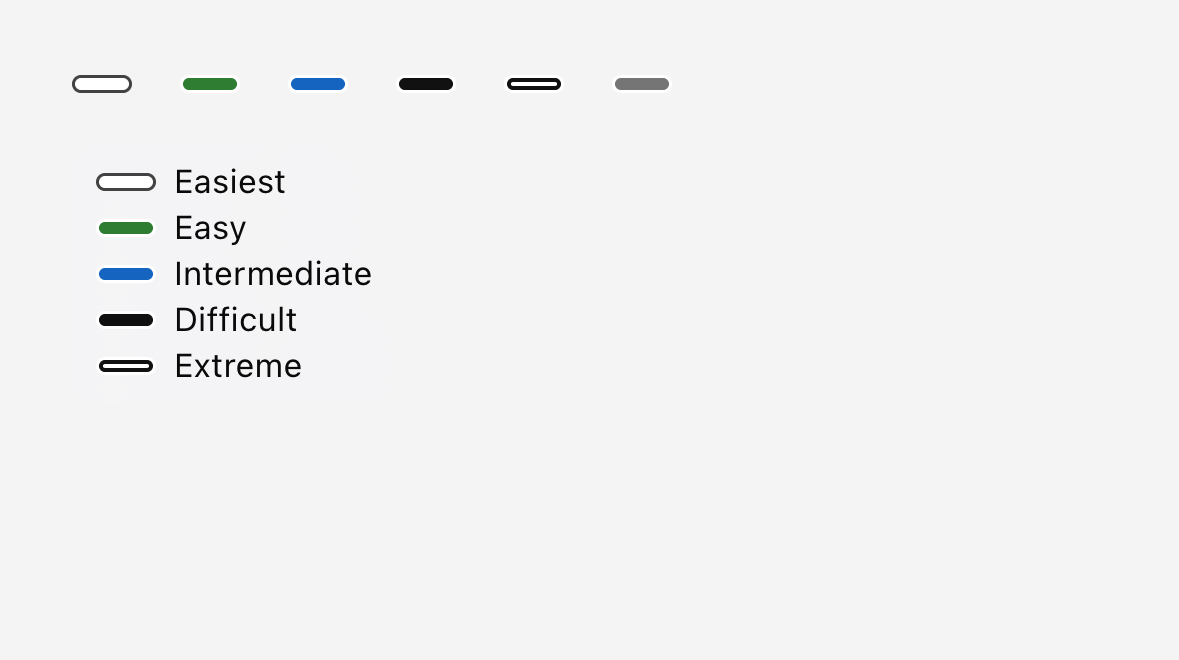 Easiest
Easy
Intermediate
Difficult
Extreme